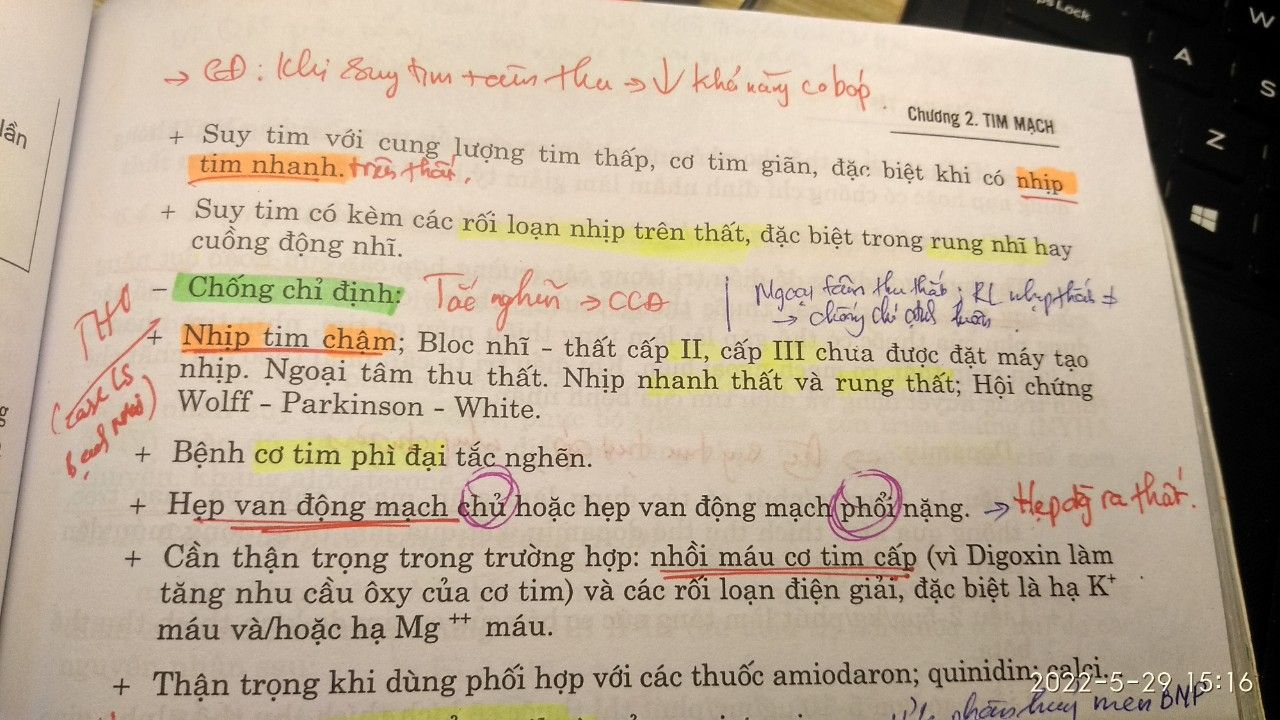 → CĐ: Khi suy tim tâm thu → ↓ khả năng co bóp.
Chương 2. TIM MẠCH
+ Suy tim với cung lượng tim thấp, cơ tim giãn, đặc biệt khi có nhịp
tim nhanh. trên thất.
+ Suy tim có kèm các rối loạn nhịp trên thất, đặc biệt trong rung nhĩ hay
cuồng động nhĩ.
– Chống chỉ định: Tắc nghẽn → CCĐ
Ngoại tâm thu thất; RL nhịp thất
→ chống chỉ định luôn
TH0
(case LS
bệnh nhân)
+ Nhịp tim chậm; Bloc nhĩ - thất cấp II, cấp III chưa được đặt máy tạo
nhịp. Ngoại tâm thu thất. Nhịp nhanh thất và rung thất; Hội chứng
Wolff - Parkinson - White.
+ Bệnh cơ tim phì đại tắc nghẽn.
+ Hẹp van động mạch chủ hoặc hẹp van động mạch phổi nặng. → Hẹp đg ra thất.
+ Cần thận trọng trong trường hợp: nhồi máu cơ tim cấp (vì Digoxin làm
tăng nhu cầu ôxy của cơ tim) và các rối loạn điện giải, đặc biệt là hạ K⁺
máu và/hoặc hạ Mg ⁺⁺ máu.
+ Thận trọng khi dùng phối hợp với các thuốc amiodaron; quinidin; calci
phân hủy men BNP
lần
ps Lock
W
A
S
Z
2022-5-29 15:16